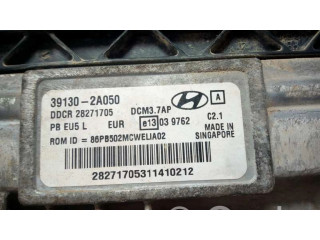 39130-2A050
DDCR 28271705 DCM3.7AP A
PB EU5 L EUR e13 03 9762 C2.1
ROM ID = 86PB502MCWELIA02 MADE IN
SINGAPORE
28271705311410212